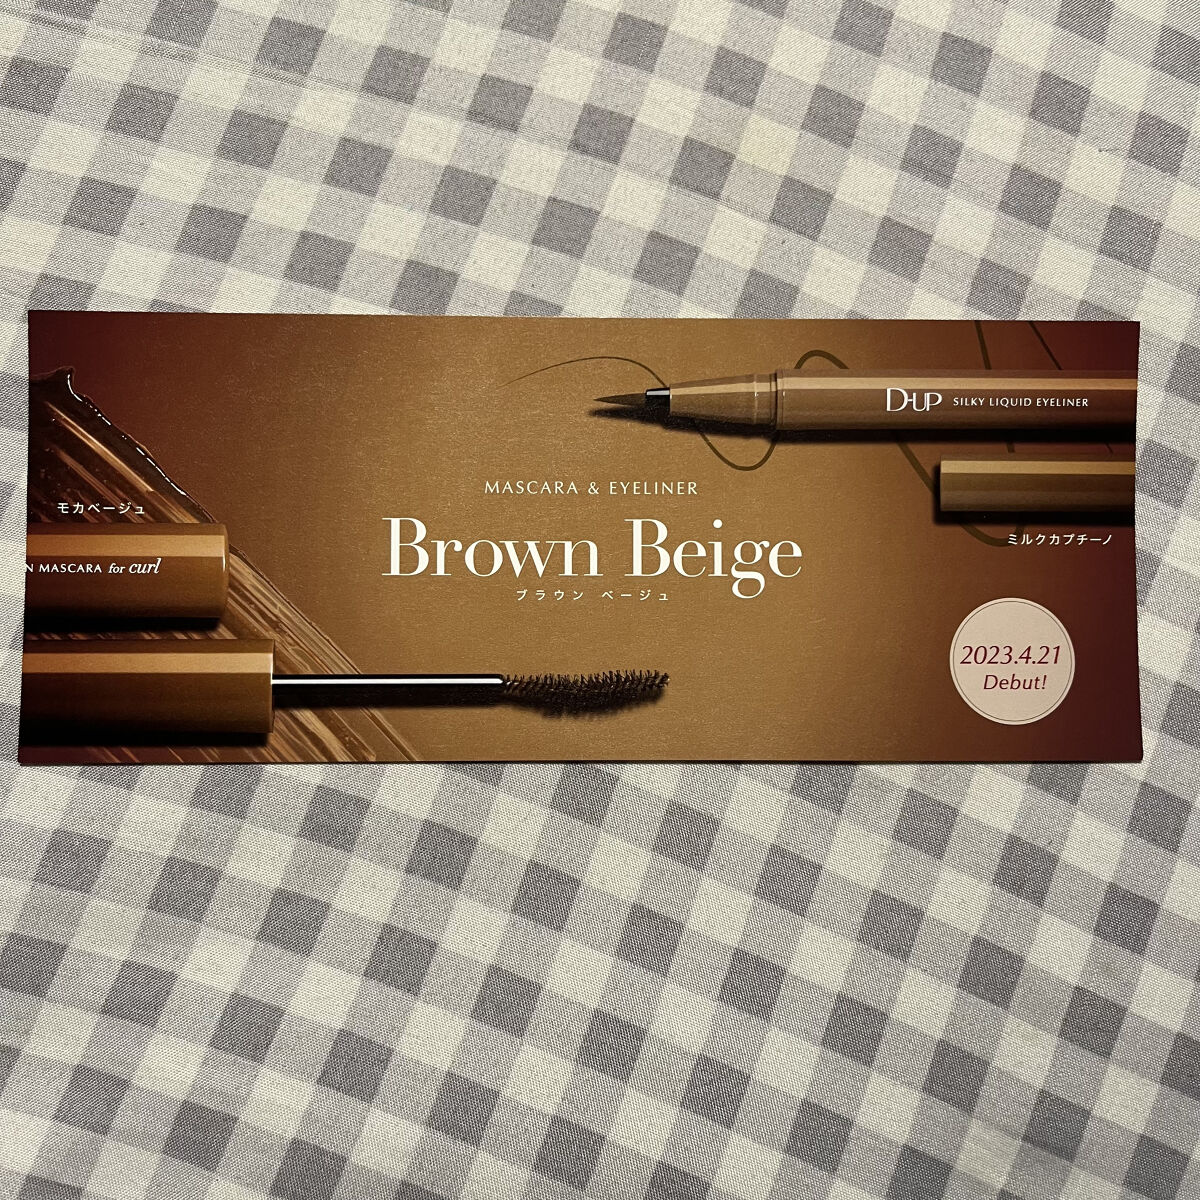 D-UP SILKY LIQUID EYELINER
MASCARA & EYELINER
モカベージュ
Brown Beige
ミルクカプチーノ
MASCARA for curl
ブラウン ベージュ
2023.4.21
Debut!